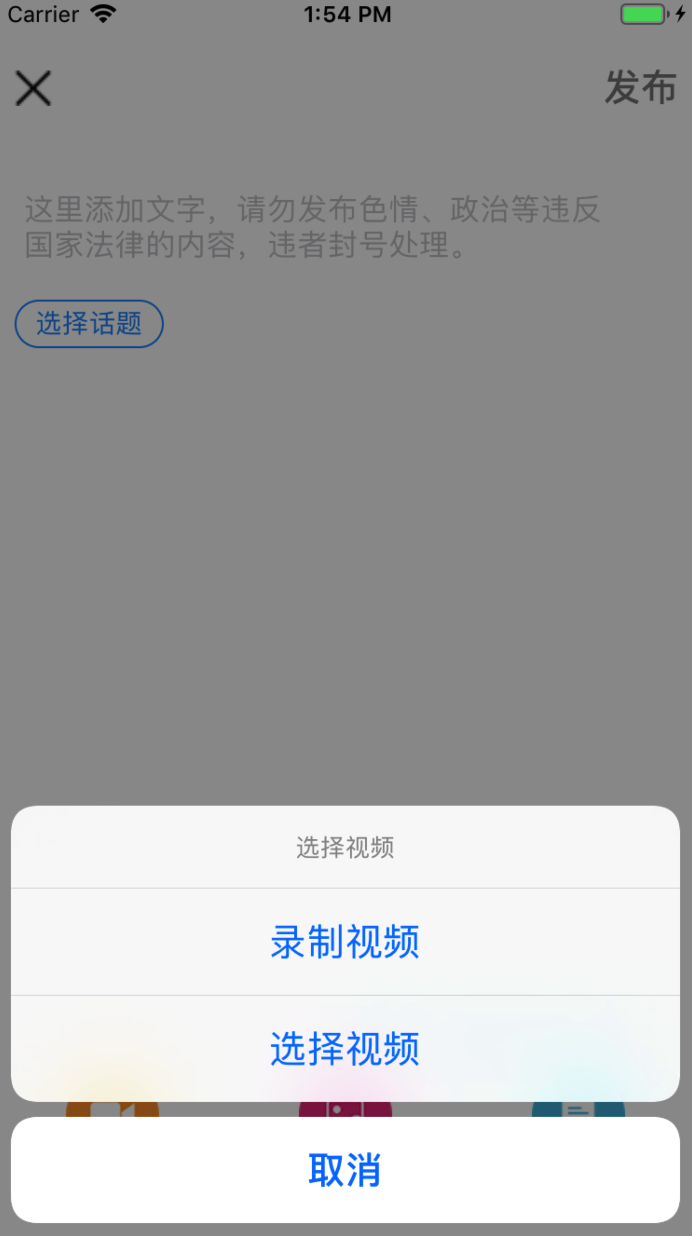 Carrier
1:54 PM
发布
这里添加文字，请勿发布色情、政治等违反
国家法律的内容，违者封号处理。
选择话题
选择视频
录制视频
选择视频
取消